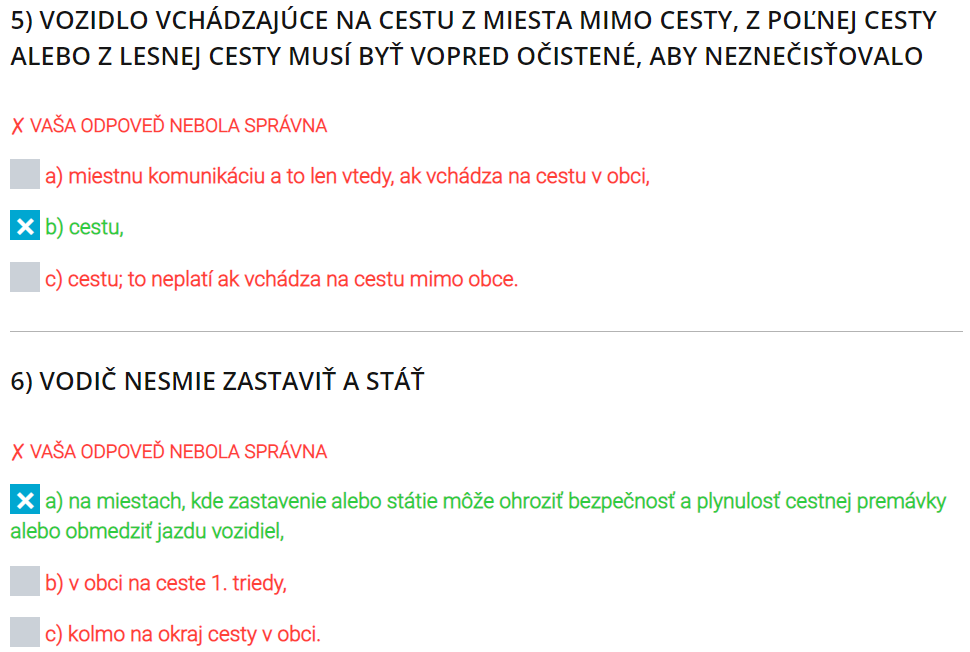 5) VOZIDLO VCHÁDZAJÚCE NA CESTU Z MIESTA MIMO CESTY, Z POĽNEJ CESTY
ALEBO Z LESNEJ CESTY MUSÍ BYŤ VOPRED OČISTENÉ, ABY NEZNEČISŤOVALO
✗ VAŠA ODPOVEĎ NEBOLA SPRÁVNA
a) miestnu komunikáciu a to len vtedy, ak vchádza na cestu v obci,
b) cestu,
c) cestu; to neplatí ak vchádza na cestu mimo obce.
6) VODIČ NESMIE ZASTAVIŤ A STÁŤ
✗ VAŠA ODPOVEĎ NEBOLA SPRÁVNA
a) na miestach, kde zastavenie alebo státie môže ohroziť bezpečnosť a plynulosť cestnej premávky
alebo obmedziť jazdu vozidiel,
b) v obci na ceste 1. triedy,
c) kolmo na okraj cesty v obci.